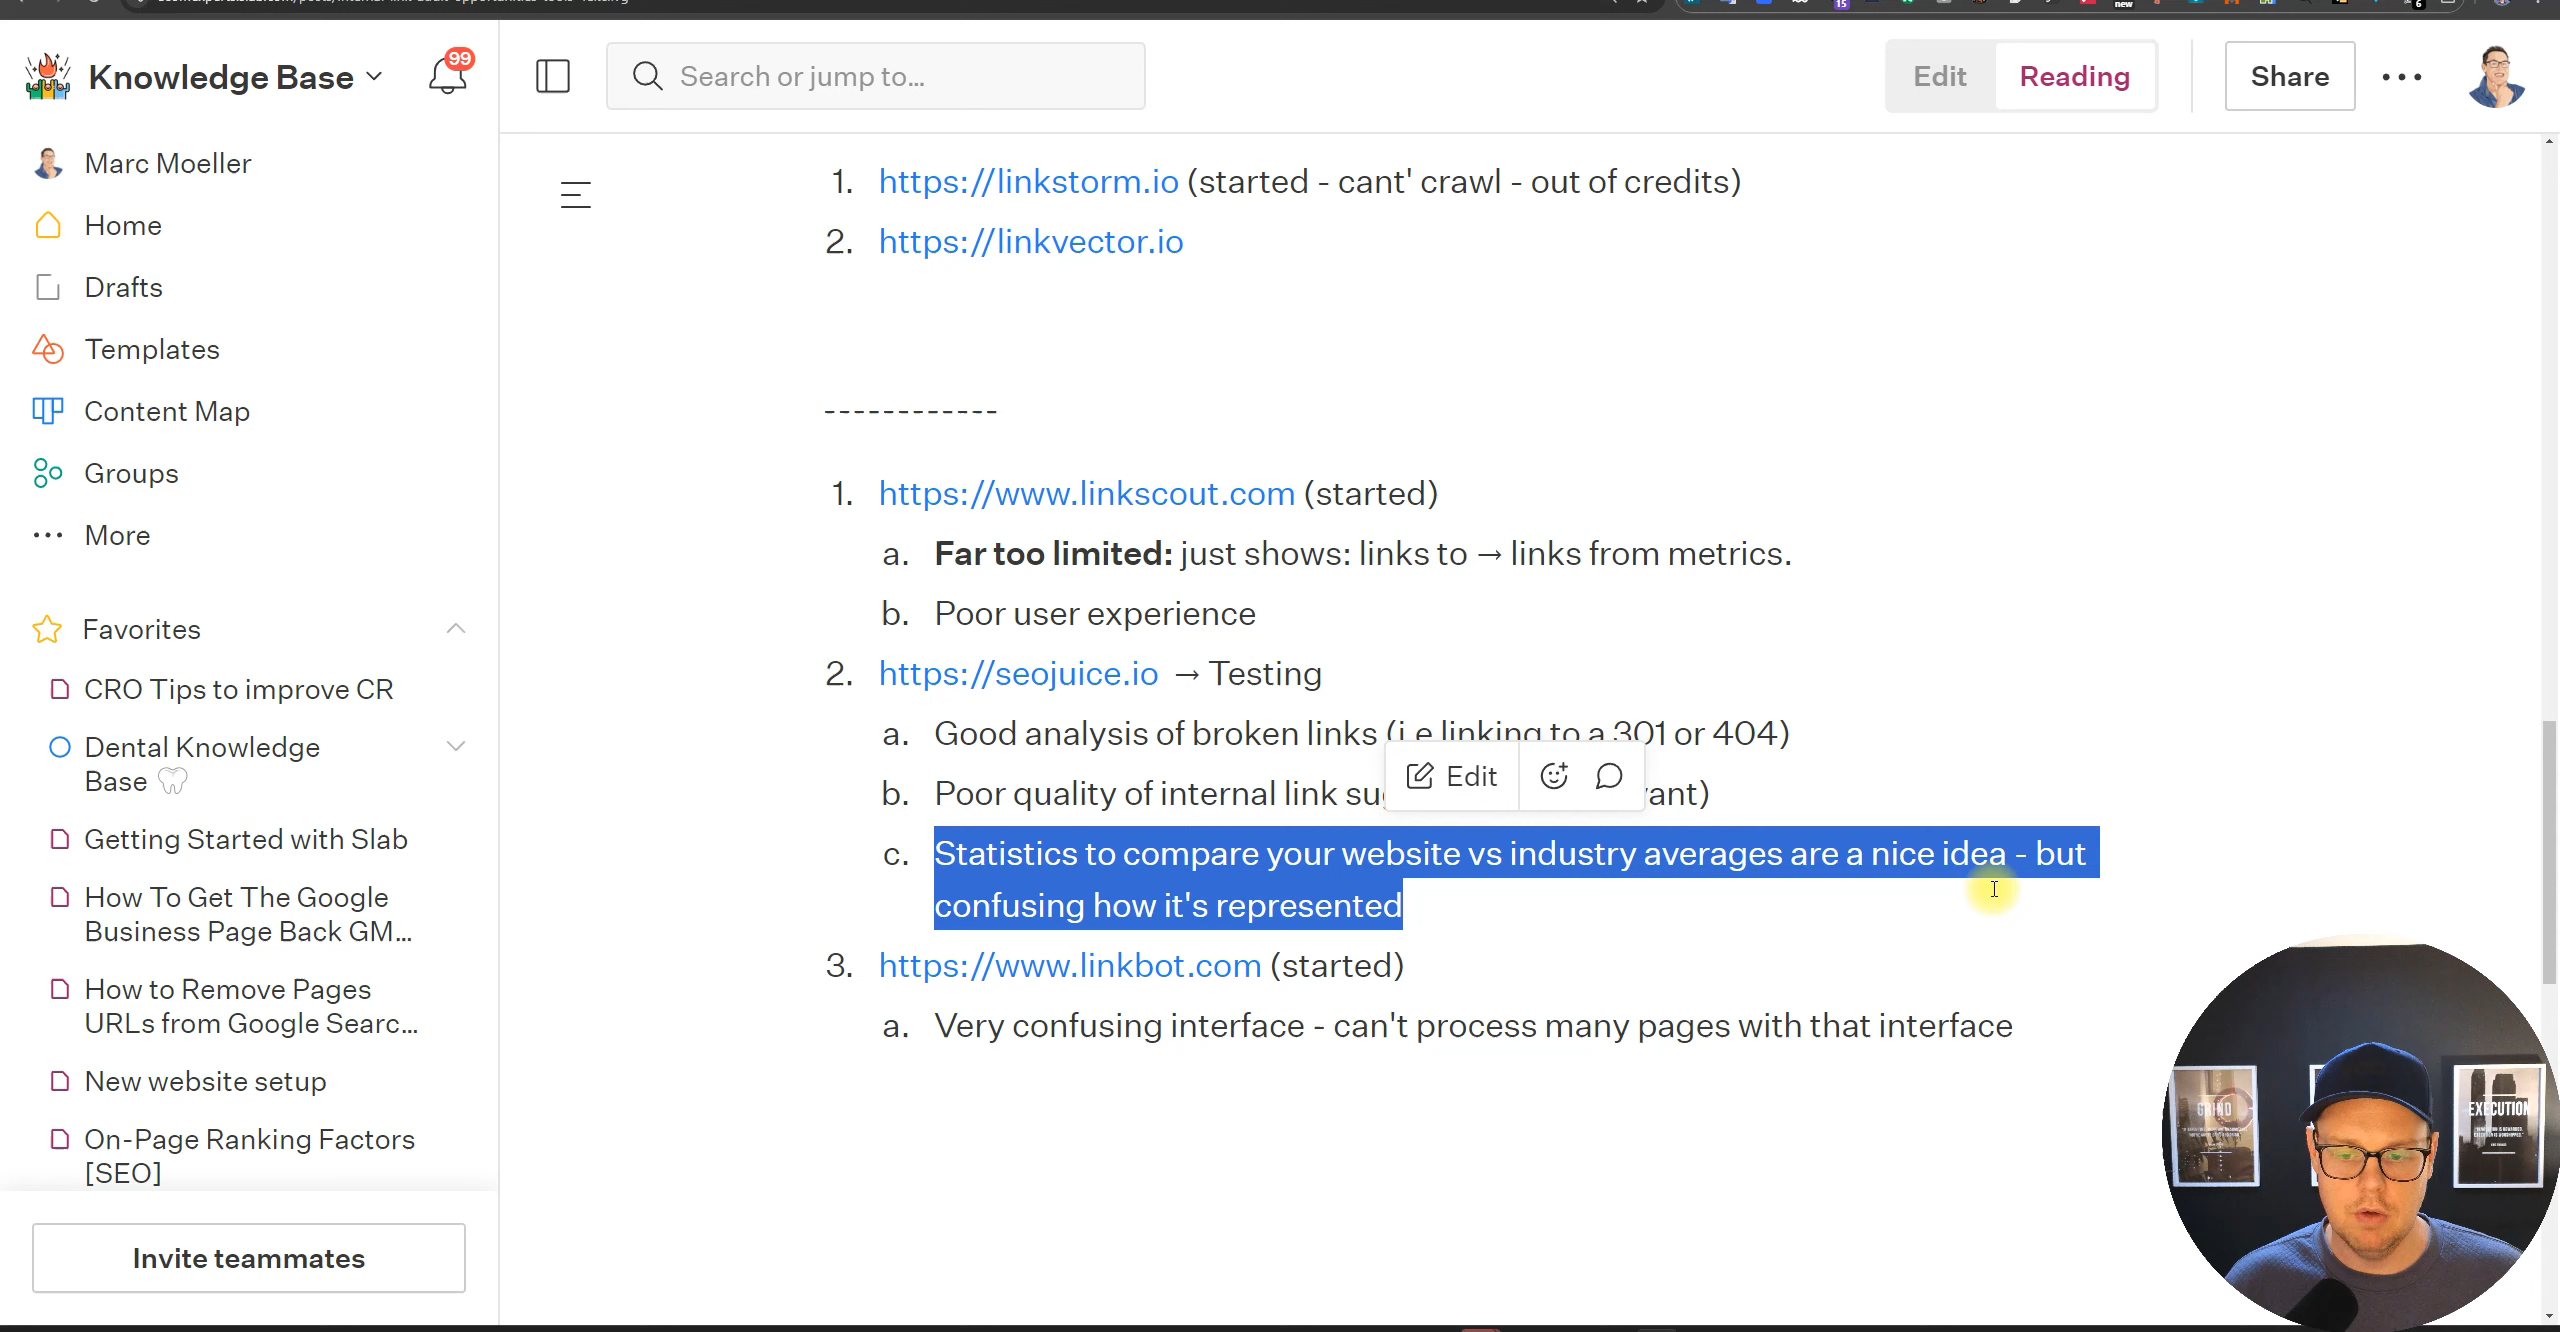 Knowledge Base
99
Search or jump to...
Edit
Reading
Share
15
new
6
Marc Moeller
Home
Drafts
Templates
Content Map
Groups
More
Favorites
CRO Tips to improve CR
Dental Knowledge
Base
Getting Started with Slab
How To Get The Google
Business Page Back GM...
How to Remove Pages
URLs from Google Searc...
New website setup
On-Page Ranking Factors
[SEO]
Invite teammates
1. https://linkstorm.io (started - cant' crawl - out of credits)
2. https://linkvector.io
------------
1. https://www.linkscout.com (started)
a. Far too limited: just shows: links to → links from metrics.
b. Poor user experience
2. https://seojuice.io → Testing
a. Good analysis of broken links (i.e linking to a 301 or 404)
Edit
b. Poor quality of internal link
c. Statistics to compare your website vs industry averages are a nice idea - but
confusing how it's represented
3. https://www.linkbot.com (started)
a. Very confusing interface - can't process many pages with that interface
GRIND
EXECUTION